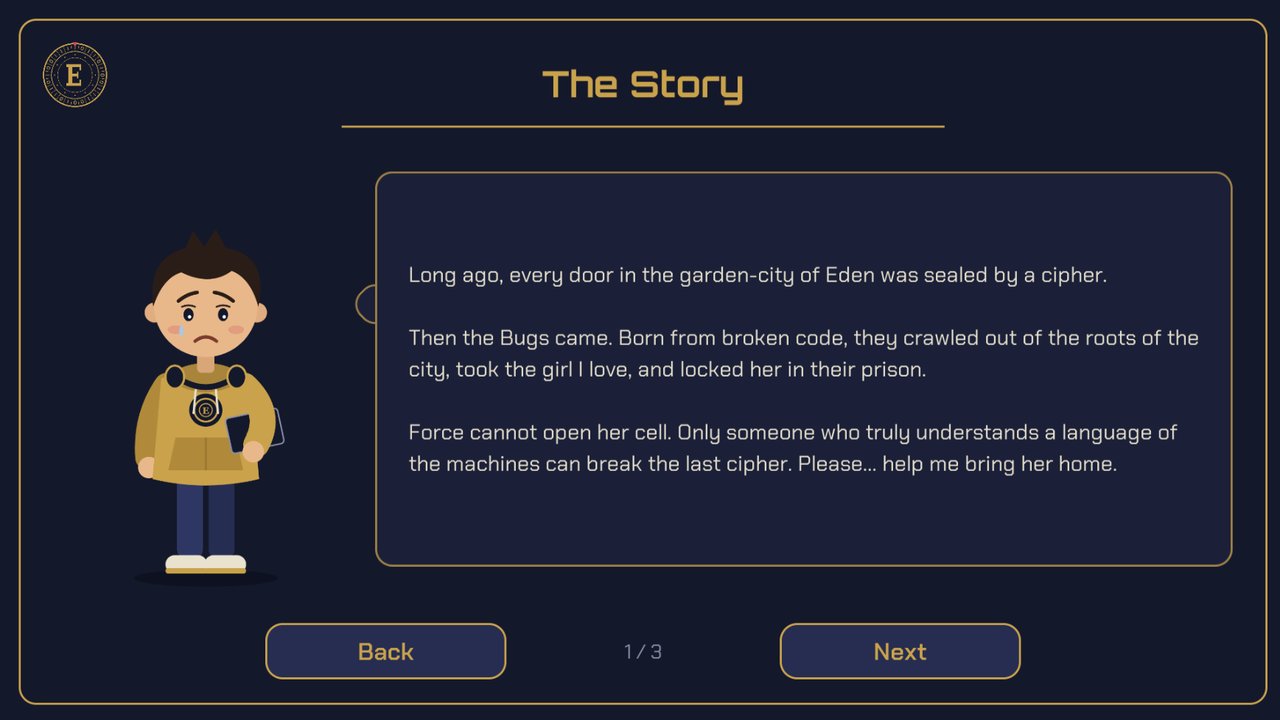 E
The Story
Long ago, every door in the garden-city of Eden was sealed by a cipher.
Then the Bugs came. Born from broken code, they crawled out of the roots of the
city, took the girl I love, and locked her in their prison.
E
Force cannot open her cell. Only someone who truly understands a language of
the machines can break the last cipher. Please... help me bring her home.
Back
1 / 3
Next